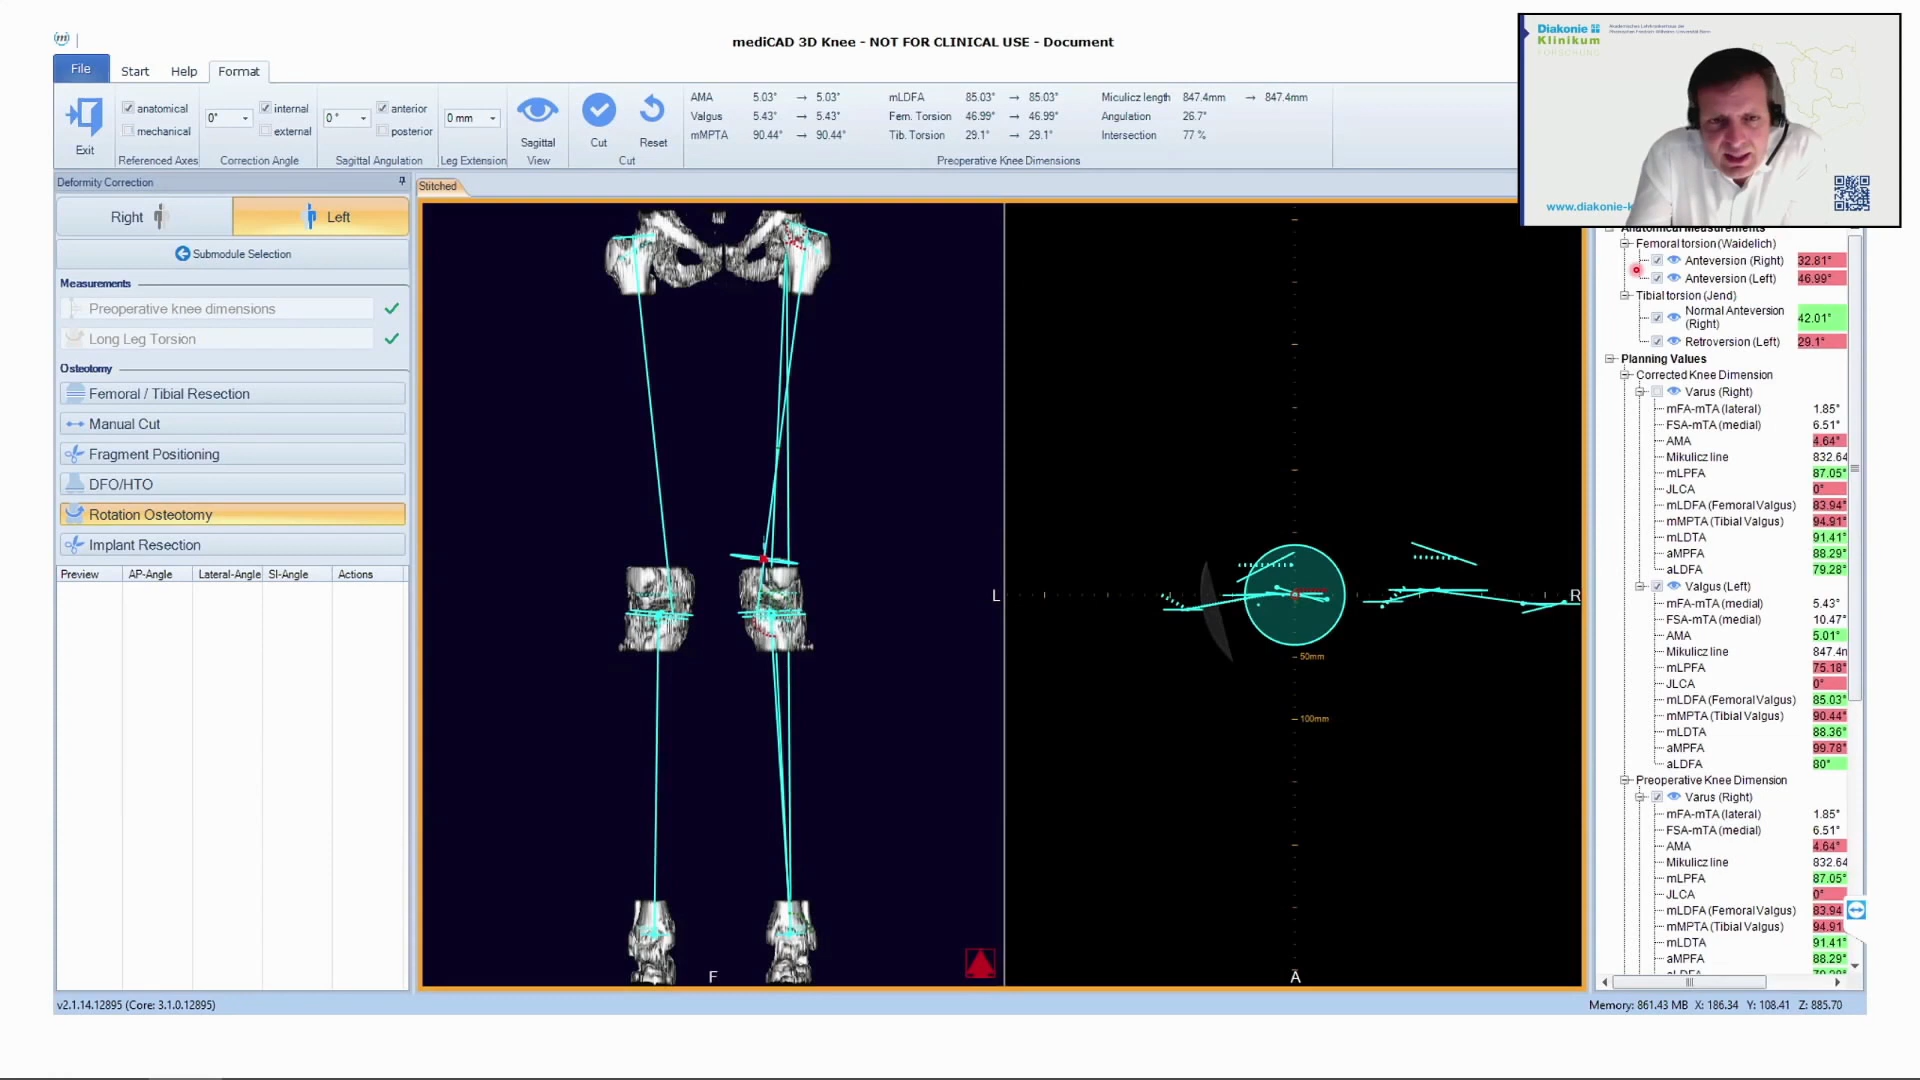 mediCAD 3D Knee - NOT FOR CLINICAL USE - Document
Diakonie
Klinikum
FORSCHUNG
www.diakonie-k
File
Start
Help
Format
Exit
anatomical
mechanical
Referenced Axes
0°
internal
external
Correction Angle
0 °
anterior
posterior
Sagittal Angulation
0 mm
Leg Extension
Sagittal
View
Cut
Reset
Cut
AMA 5.03° → 5.03° mLDFA 85.03° → 85.03° Miculicz length 847.4mm → 847.4mm
Valgus 5.43° → 5.43° Fem. Torsion 46.99° → 46.99° Angulation 26.7°
mMPTA 90.44° → 90.44° Tib. Torsion 29.1° → 29.1° Intersection 77 %
Preoperative Knee Dimensions
Deformity Correction
Right
Left
Submodule Selection
Measurements
Preoperative knee dimensions
Long Leg Torsion
Osteotomy
Femoral / Tibial Resection
Manual Cut
Fragment Positioning
DFO/HTO
Rotation Osteotomy
Implant Resection
Preview AP-Angle Lateral-Angle SI-Angle Actions
Stitched
F
L
R
50mm
100mm
A
Anatomical Measurements
Femoral torsion (Waidelich)
Anteversion (Right) 32.81°
Anteversion (Left) 46.99°
Tibial torsion (Jend)
Normal Anteversion
(Right) 42.01°
Retroversion (Left) 29.1°
Planning Values
Corrected Knee Dimension
Varus (Right)
mFA-mTA (lateral) 1.85°
FSA-mTA (medial) 6.51°
AMA 4.64°
Mikulicz line 832.64
mLPFA 87.05°
JLCA 0°
mLDFA (Femoral Valgus) 83.94°
mMPTA (Tibial Valgus) 94.91°
mLDTA 91.41°
aMPFA 88.29°
aLDFA 79.28°
Valgus (Left)
mFA-mTA (medial) 5.43°
FSA-mTA (medial) 10.47°
AMA 5.01°
Mikulicz line 847.4n
mLPFA 75.18°
JLCA 0°
mLDFA (Femoral Valgus) 85.03°
mMPTA (Tibial Valgus) 90.44°
mLDTA 88.36°
aMPFA 99.78°
aLDFA 80°
Preoperative Knee Dimension
Varus (Right)
mFA-mTA (lateral) 1.85°
FSA-mTA (medial) 6.51°
AMA 4.64°
Mikulicz line 832.64
mLPFA 87.05°
JLCA 0°
mLDFA (Femoral Valgus) 83.94
mMPTA (Tibial Valgus) 94.91
mLDTA 91.41°
aMPFA 88.29°
v2.1.14.12895 (Core: 3.1.0.12895)
Memory: 861.43 MB X: 186.34 Y: 108.41 Z: 885.70